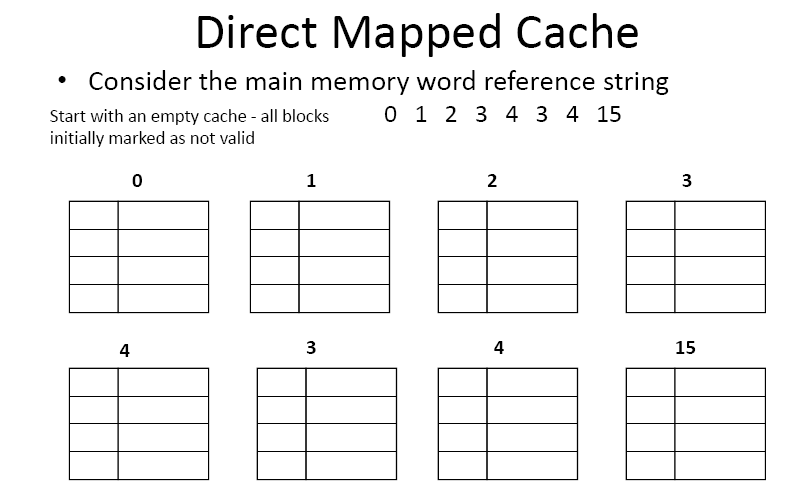 Direct Mapped Cache
• Consider the main memory word reference string
Start with an empty cache - all blocks 0 1 2 3 4 3 4 15
initially marked as not valid
0 1 2 3
4 3 4 15